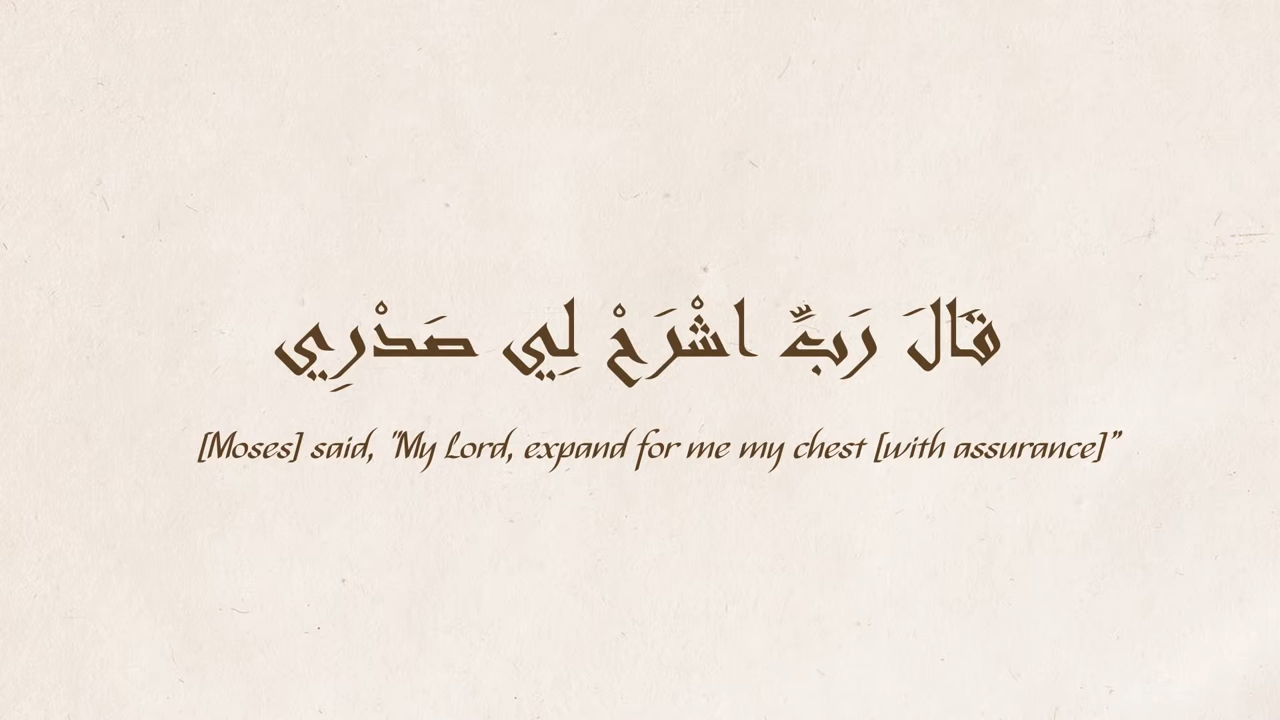 قَالَ رَبِّ اشْرَحْ لِي صَدْرِي
[Moses] said, "My Lord, expand for me my chest [with assurance]”